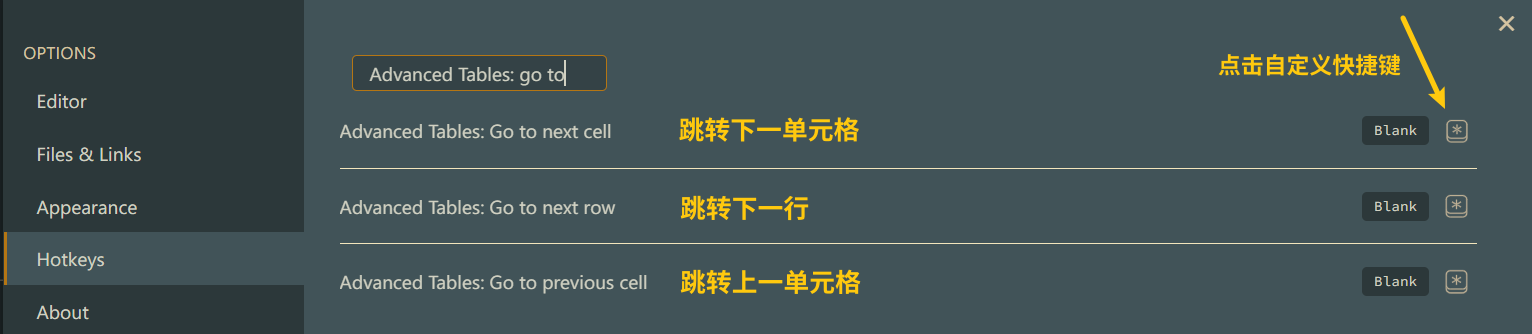 OPTIONS
Editor
Files & Links
Appearance
Hotkeys
About
Advanced Tables: go to
点击自定义快捷键
Advanced Tables: Go to next cell 跳转下一单元格 Blank
Advanced Tables: Go to next row 跳转下一行 Blank
Advanced Tables: Go to previous cell 跳转上一单元格 Blank